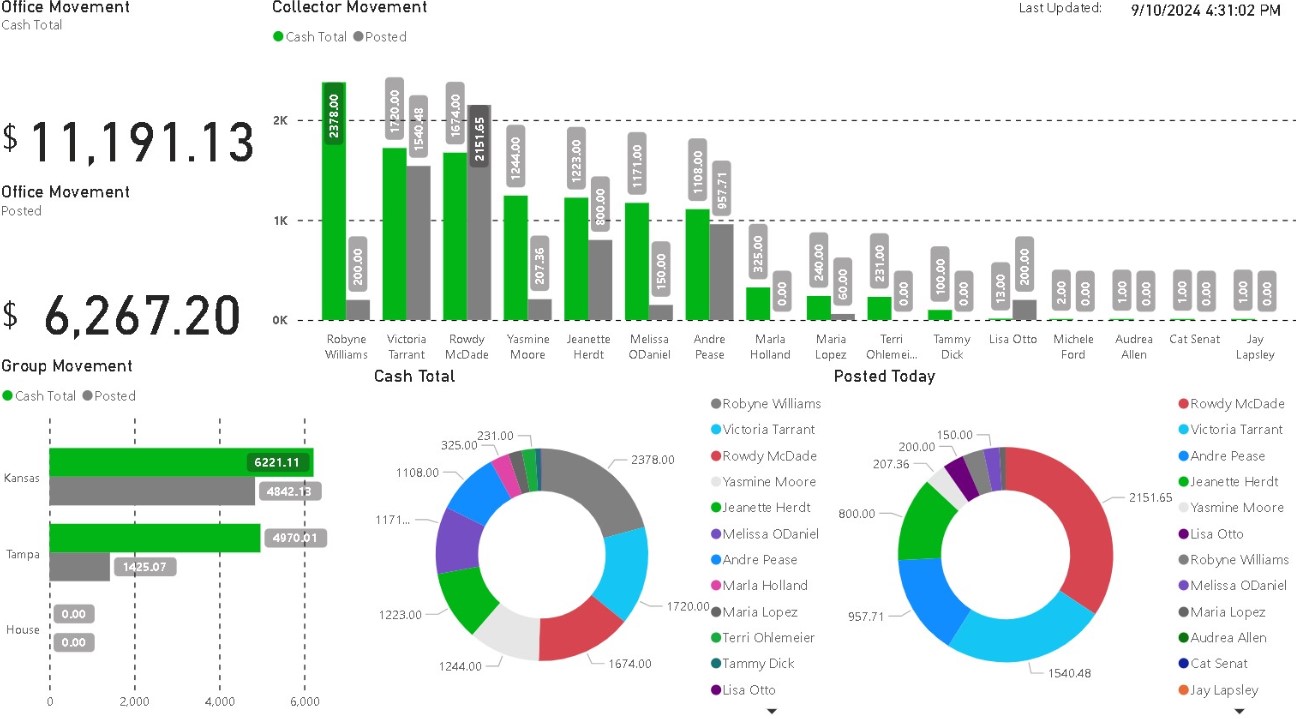 Office Movement
Cash Total
$ 11,191.13
Office Movement
Posted
$ 6,267.20
Collector Movement
Cash Total Posted
Last Updated: 9/10/2024 4:31:02 PM
2K
1K
0K
2378.00 200.00
1720.00 1540.48
1674.00 2151.65
1244.00 207.36
1223.00 800.00
1171.00 150.00
1108.00 957.71
325.00 0.00
240.00 60.00
231.00 0.00
100.00 0.00
13.00 200.00
2.00 0.00
1.00 0.00
1.00 0.00
1.00 0.00
Robyne Williams
Victoria Tarrant
Rowdy McDade
Yasmine Moore
Jeanette Herdt
Melissa ODaniel
Andre Pease
Marla Holland
Maria Lopez
Terri Ohlemei...
Tammy Dick
Lisa Otto
Michele Ford
Audrea Allen
Cat Senat
Jay Lapsley
Group Movement
Cash Total Posted
Kansas
6221.11
4842.13
Tampa
4970.01
1425.07
House
0.00
0.00
0 2,000 4,000 6,000
Cash Total
2378.00
1720.00
1674.00
1244.00
1223.00
1171...
1108.00
325.00
231.00
Robyne Williams
Victoria Tarrant
Rowdy McDade
Yasmine Moore
Jeanette Herdt
Melissa ODaniel
Andre Pease
Marla Holland
Maria Lopez
Terri Ohlemeier
Tammy Dick
Lisa Otto
Posted Today
2151.65
1540.48
957.71
800.00
207.36
200.00
150.00
Rowdy McDade
Victoria Tarrant
Andre Pease
Jeanette Herdt
Yasmine Moore
Lisa Otto
Robyne Williams
Melissa ODaniel
Maria Lopez
Audrea Allen
Cat Senat
Jay Lapsley